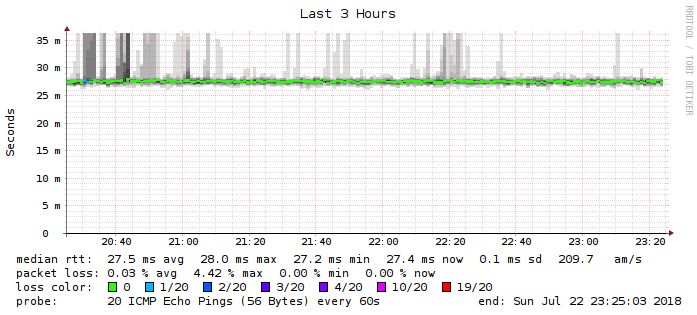 Last 3 Hours
RRDTOOL / TOBI OETIKER
Seconds
35 m
30 m
25 m
20 m
15 m
10 m
5 m
0
20:40 21:00 21:20 21:40 22:00 22:20 22:40 23:00 23:20
median rtt: 27.5 ms avg 28.0 ms max 27.2 ms min 27.4 ms now 0.1 ms sd 209.7 am/s
packet loss: 0.03 % avg 4.42 % max 0.00 % min 0.00 % now
loss color: 0 1/20 2/20 3/20 4/20 10/20 19/20
probe: 20 ICMP Echo Pings (56 Bytes) every 60s end: Sun Jul 22 23:25:03 2018